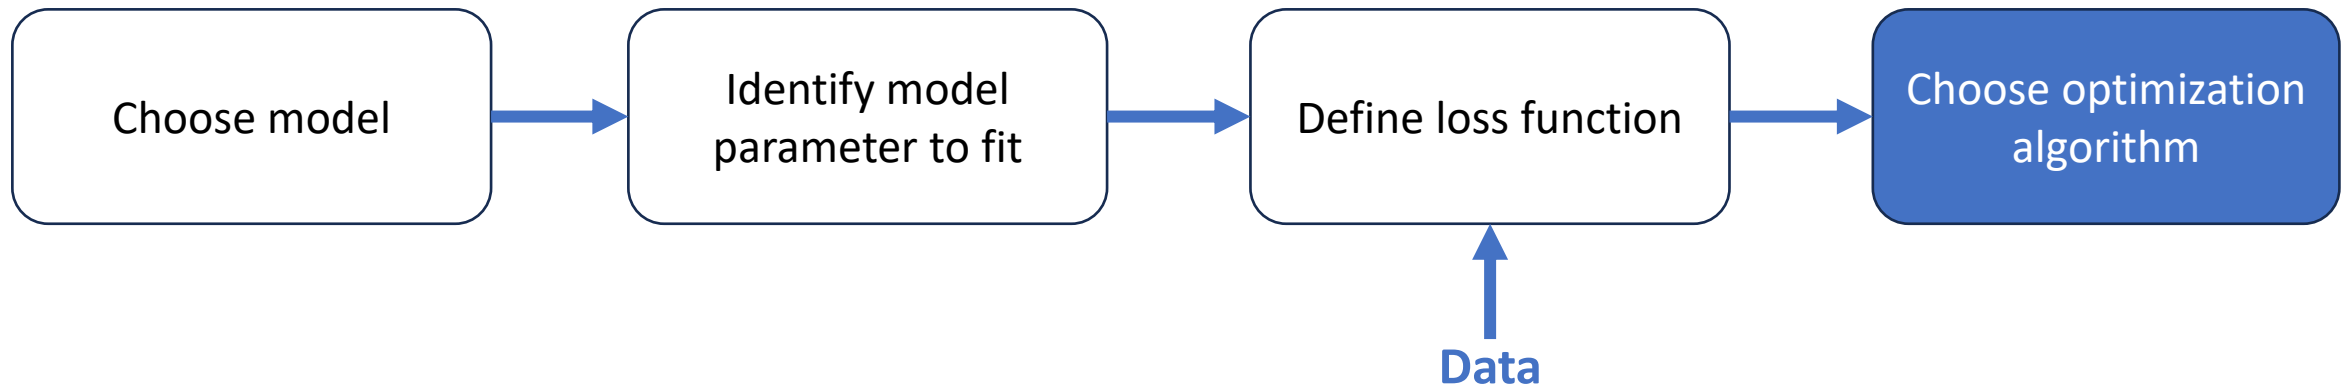 Choose model
Identify model
parameter to fit
Define loss function
Choose optimization
algorithm
Data